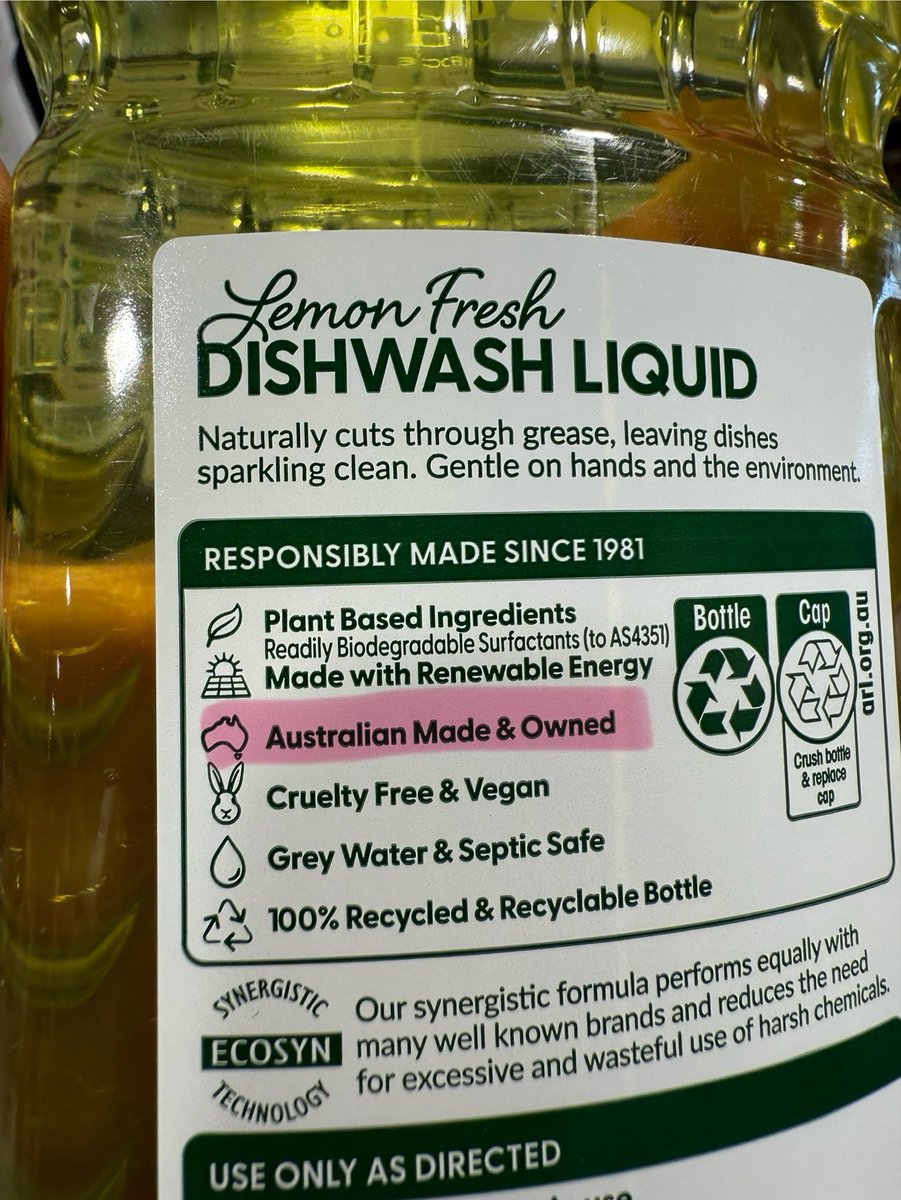 Lemon Fresh
DISHWASH LIQUID
Naturally cuts through grease, leaving dishes
sparkling clean. Gentle on hands and the environment.
RESPONSIBLY MADE SINCE 1981
Plant Based Ingredients
Readily Biodegradable Surfactants (to AS4351)
Made with Renewable Energy
Australian Made & Owned
Cruelty Free & Vegan
Grey Water & Septic Safe
100% Recycled & Recyclable Bottle
Bottle
Cap
Crush bottle
& replace
cap
arl.org.au
SYNERGISTIC
ECOSYN
TECHNOLOGY
Our synergistic formula performs equally with
many well known brands and reduces the need
for excessive and wasteful use of harsh chemicals.
USE ONLY AS DIRECTED